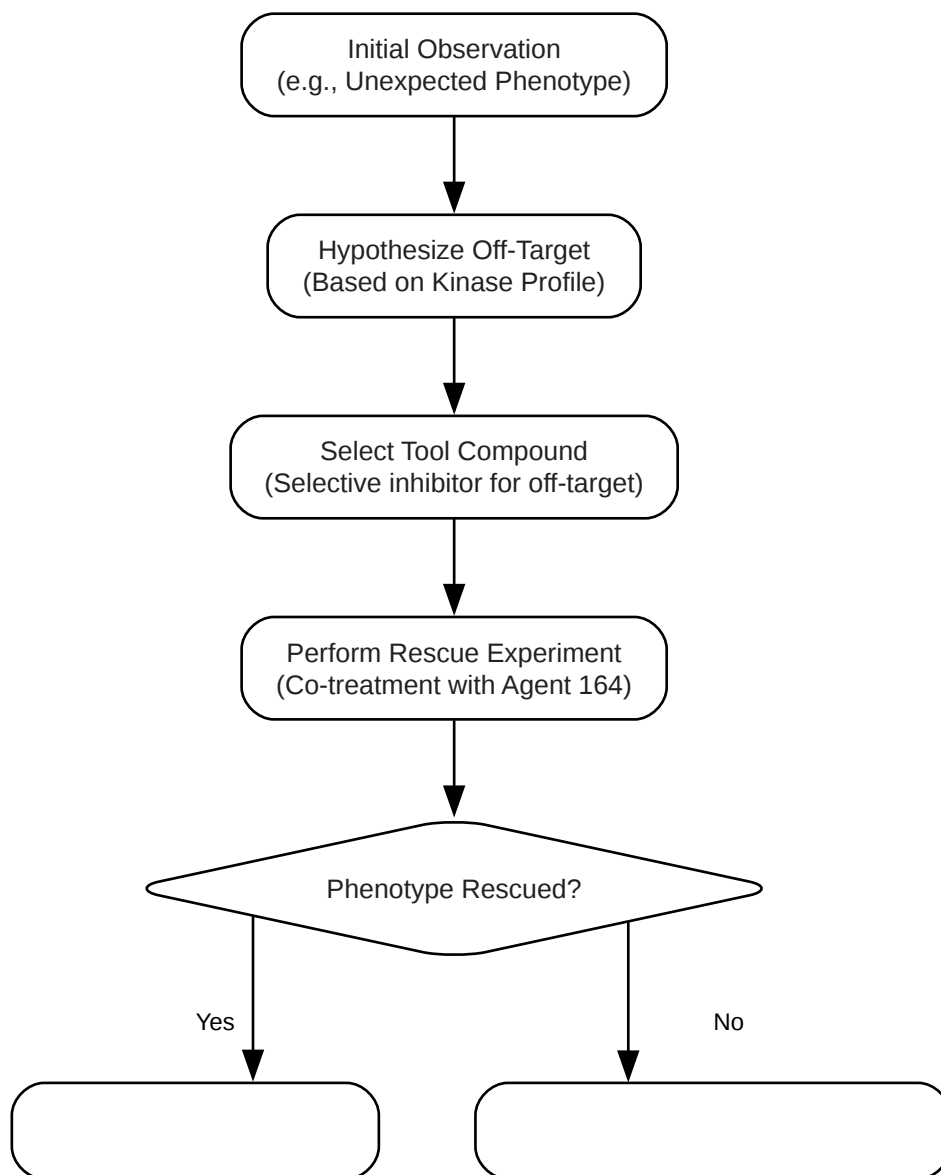 Initial Observation
(e.g., Unexpected Phenotype)
Hypothesize Off-Target
(Based on Kinase Profile)
Select Tool Compound
(Selective inhibitor for off-target)
Perform Rescue Experiment
(Co-treatment with Agent 164)
Phenotype Rescued?
Yes
No